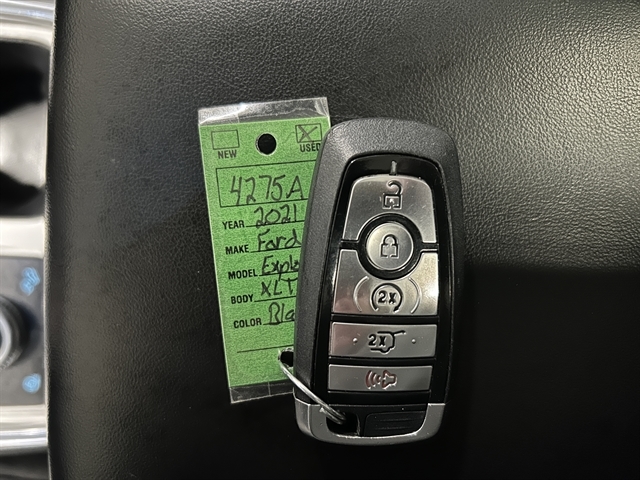 NEW USED
4275A
YEAR 2021
MAKE Ford
MODEL Explo
BODY XLT
COLOR Bla
2x
2x